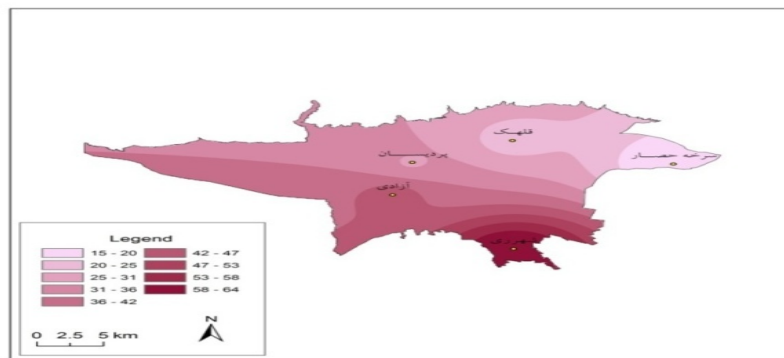 قلهک
پردیسان
سرخه حصار
آزادی
شهرری
Legend
15 - 20
20 - 25
25 - 31
31 - 36
36 - 42
42 - 47
47 - 53
53 - 58
58 - 64
0 2.5 5 km
N